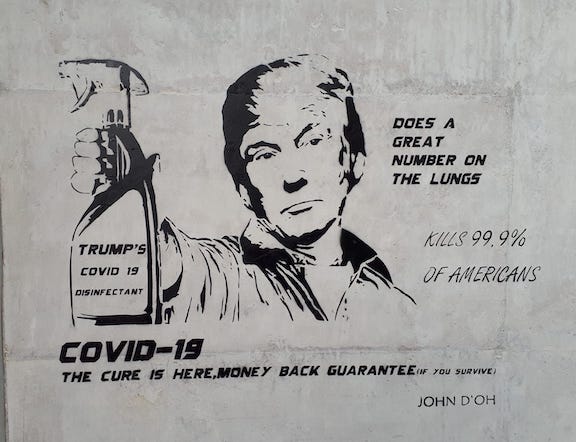 DOES A
GREAT
NUMBER ON
THE LUNGS
KILLS 99.9%
OF AMERICANS
TRUMP'S
COVID 19
DISINFECTANT
COVID-19
THE CURE IS HERE,MONEY BACK GUARANTEE(IF YOU SURVIVE)
JOHN D'OH